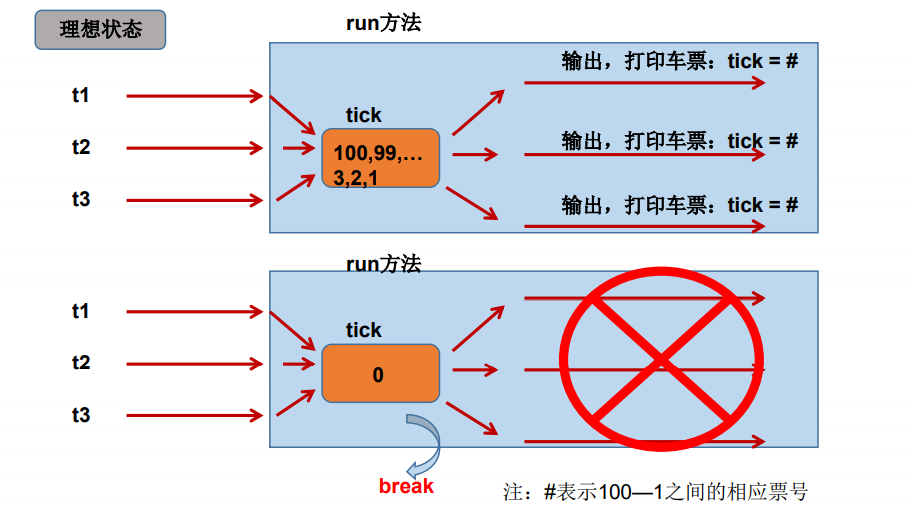 理想状态
run方法
输出，打印车票：tick = #
t1
tick
t2
100,99,…
3,2,1
输出，打印车票：tick = #
t3
输出，打印车票：tick = #
run方法
t1
tick
t2
0
t3
break
注：#表示100—1之间的相应票号